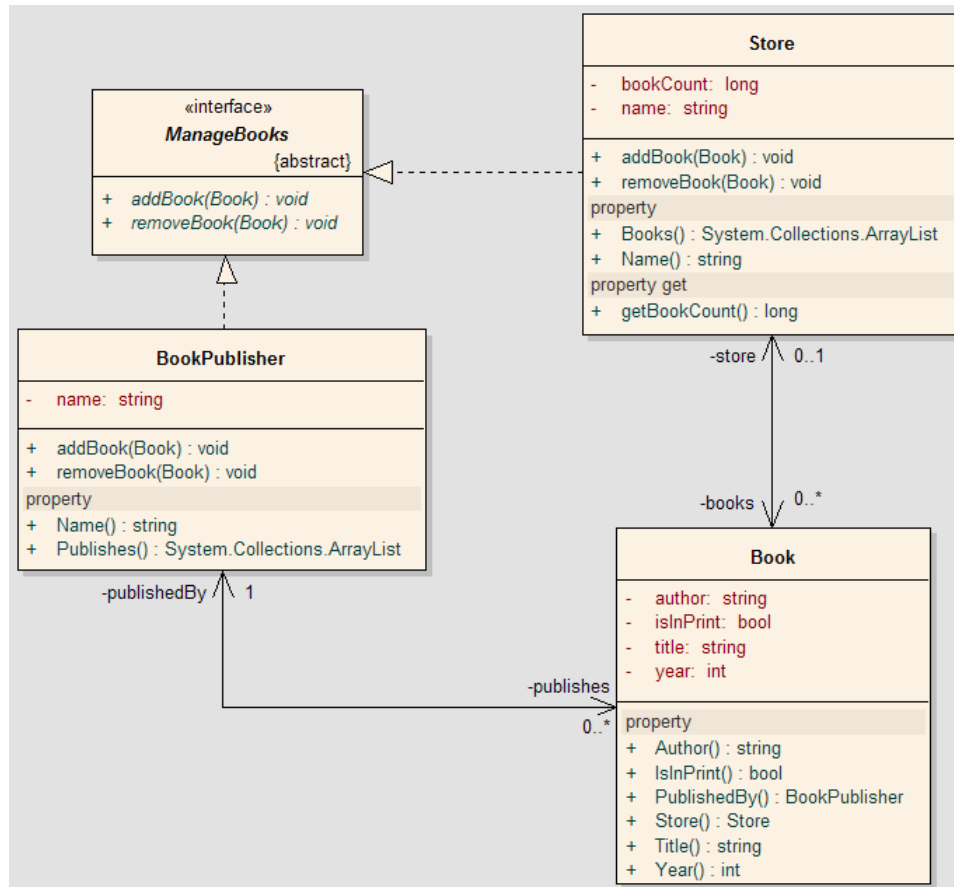 Store
- bookCount: long
- name: string
+ addBook(Book) : void
+ removeBook(Book) : void
property
+ Books() : System.Collections.ArrayList
+ Name() : string
property get
+ getBookCount() : long
«interface»
ManageBooks
{abstract}
+ addBook(Book) : void
+ removeBook(Book) : void
BookPublisher
- name: string
+ addBook(Book) : void
+ removeBook(Book) : void
property
+ Name() : string
+ Publishes() : System.Collections.ArrayList
-store 0..1
-books 0..*
-publishedBy 1
-publishes
0..*
Book
- author: string
- isInPrint: bool
- title: string
- year: int
property
+ Author() : string
+ IsInPrint() : bool
+ PublishedBy() : BookPublisher
+ Store() : Store
+ Title() : string
+ Year() : int